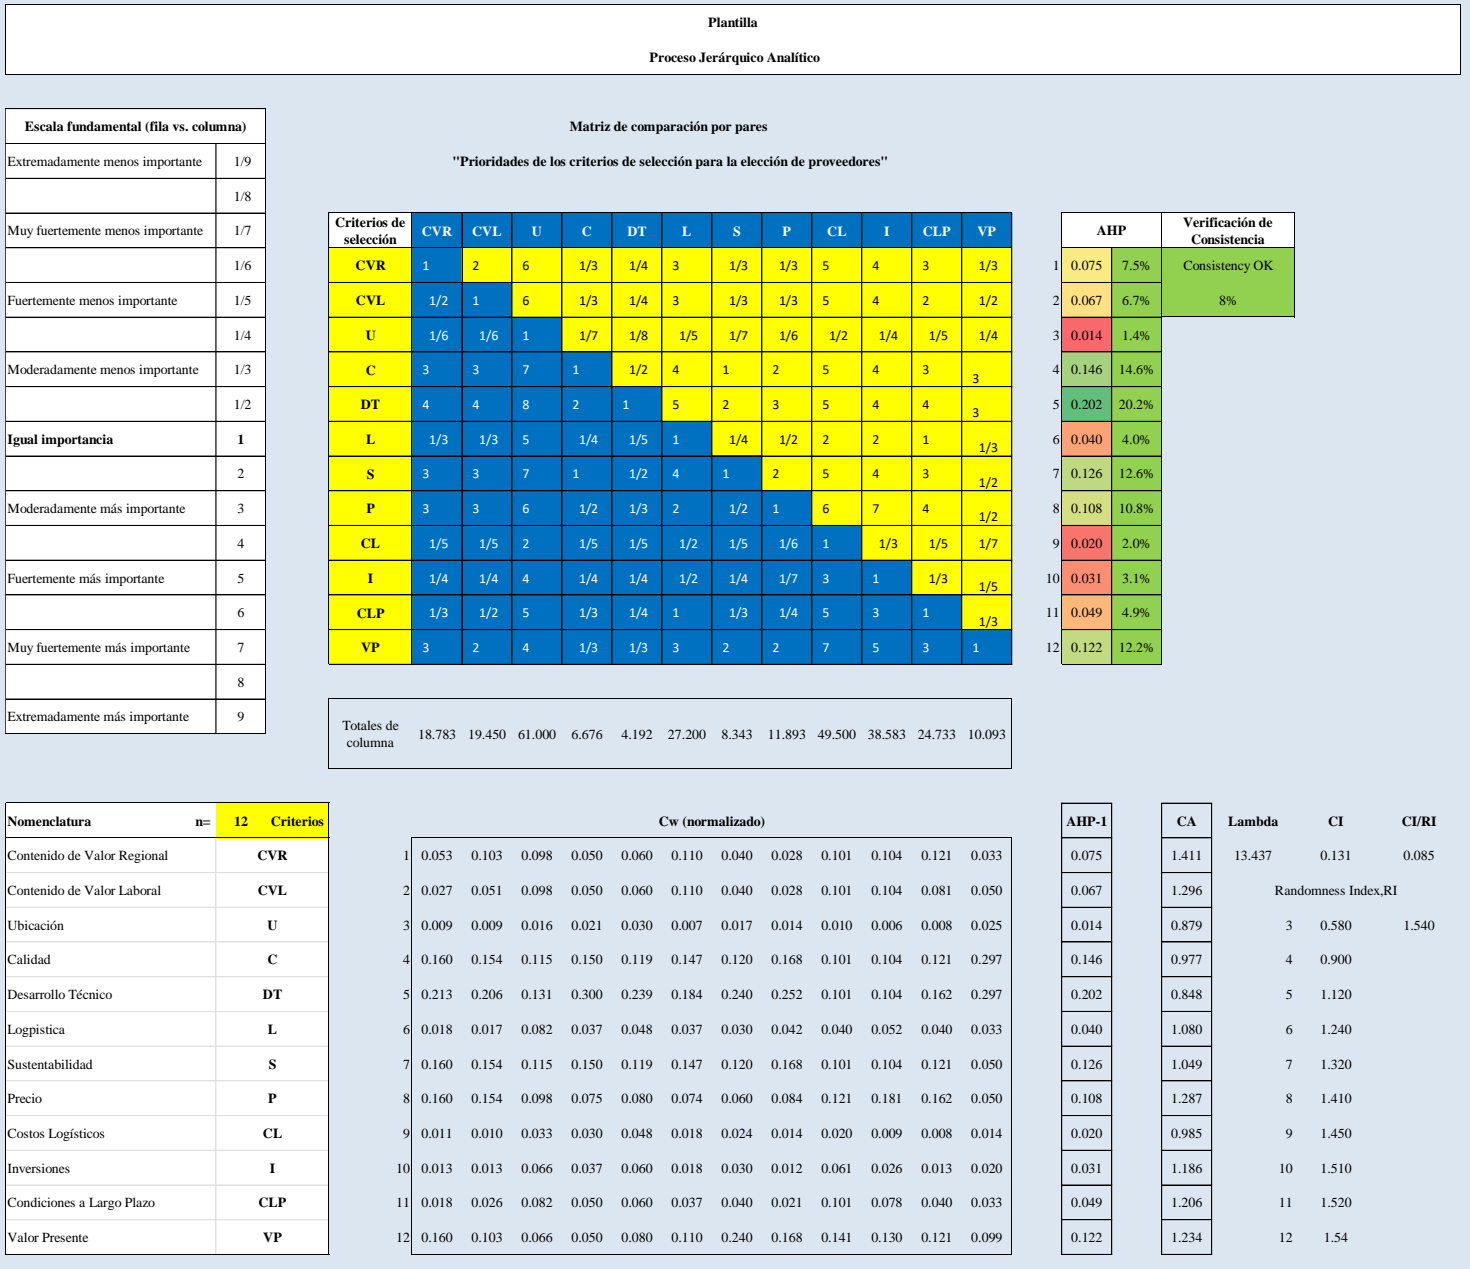 Plantilla
Proceso Jerárquico Analítico
Escala fundamental (fila vs. columna)
Extremadamente menos importante 1/9
1/8
Muy fuertemente menos importante 1/7
1/6
Fuertemente menos importante 1/5
1/4
Moderadamente menos importante 1/3
1/2
Igual importancia 1
2
Moderadamente más importante 3
4
Fuertemente más importante 5
6
Muy fuertemente más importante 7
8
Extremadamente más importante 9
Matriz de comparación por pares
"Prioridades de los criterios de selección para la elección de proveedores"
Criterios de selección CVR CVL U C DT L S P CL I CLP VP
CVR 1 2 6 1/3 1/4 3 1/3 1/3 5 4 3 1/3
CVL 1/2 1 6 1/3 1/4 3 1/3 1/3 5 4 2 1/2
U 1/6 1/6 1 1/7 1/8 1/5 1/7 1/6 1/2 1/4 1/5 1/4
C 3 3 7 1 1/2 4 1 2 5 4 3 3
DT 4 4 8 2 1 5 2 3 5 4 4 3
L 1/3 1/3 5 1/4 1/5 1 1/4 1/2 2 2 1 1/3
S 3 3 7 1 1/2 4 1 2 5 4 3 1/2
P 3 3 6 1/2 1/3 2 1/2 1 6 7 4 1/2
CL 1/5 1/5 2 1/5 1/5 1/2 1/5 1/6 1 1/3 1/5 1/7
I 1/4 1/4 4 1/4 1/4 1/2 1/4 1/7 3 1 1/3 1/5
CLP 1/3 1/2 5 1/3 1/4 1 1/3 1/4 5 3 1 1/3
VP 3 2 4 1/3 1/3 3 2 2 7 5 3 1
Totales de columna 18.783 19.450 61.000 6.676 4.192 27.200 8.343 11.893 49.500 38.583 24.733 10.093
AHP
1 0.075 7.5%
2 0.067 6.7%
3 0.014 1.4%
4 0.146 14.6%
5 0.202 20.2%
6 0.040 4.0%
7 0.126 12.6%
8 0.108 10.8%
9 0.020 2.0%
10 0.031 3.1%
11 0.049 4.9%
12 0.122 12.2%
Verificación de
Consistencia
Consistency OK
8%
Nomenclatura n= 12 Criterios
Contenido de Valor Regional CVR
Contenido de Valor Laboral CVL
Ubicación U
Calidad C
Desarrollo Técnico DT
Logpistica L
Sustentabilidad S
Precio P
Costos Logísticos CL
Inversiones I
Condiciones a Largo Plazo CLP
Valor Presente VP
Cw (normalizado)
1 0.053 0.103 0.098 0.050 0.060 0.110 0.040 0.028 0.101 0.104 0.121 0.033
2 0.027 0.051 0.098 0.050 0.060 0.110 0.040 0.028 0.101 0.104 0.081 0.050
3 0.009 0.009 0.016 0.021 0.030 0.007 0.017 0.014 0.010 0.006 0.008 0.025
4 0.160 0.154 0.115 0.150 0.119 0.147 0.120 0.168 0.101 0.104 0.121 0.297
5 0.213 0.206 0.131 0.300 0.239 0.184 0.240 0.252 0.101 0.104 0.162 0.297
6 0.018 0.017 0.082 0.037 0.048 0.037 0.030 0.042 0.040 0.052 0.040 0.033
7 0.160 0.154 0.115 0.150 0.119 0.147 0.120 0.168 0.101 0.104 0.121 0.050
8 0.160 0.154 0.098 0.075 0.080 0.074 0.060 0.084 0.121 0.181 0.162 0.050
9 0.011 0.010 0.033 0.030 0.048 0.018 0.024 0.014 0.020 0.009 0.008 0.014
10 0.013 0.013 0.066 0.037 0.060 0.018 0.030 0.012 0.061 0.026 0.013 0.020
11 0.018 0.026 0.082 0.050 0.060 0.037 0.040 0.021 0.101 0.078 0.040 0.033
12 0.160 0.103 0.066 0.050 0.080 0.110 0.240 0.168 0.141 0.130 0.121 0.099
AHP-1
0.075
0.067
0.014
0.146
0.202
0.040
0.126
0.108
0.020
0.031
0.049
0.122
CA
1.411
1.296
0.879
0.977
0.848
1.080
1.049
1.287
0.985
1.186
1.206
1.234
Lambda CI CI/RI
13.437 0.131 0.085
Randomness Index,RI
3 0.580 1.540
4 0.900
5 1.120
6 1.240
7 1.320
8 1.410
9 1.450
10 1.510
11 1.520
12 1.54